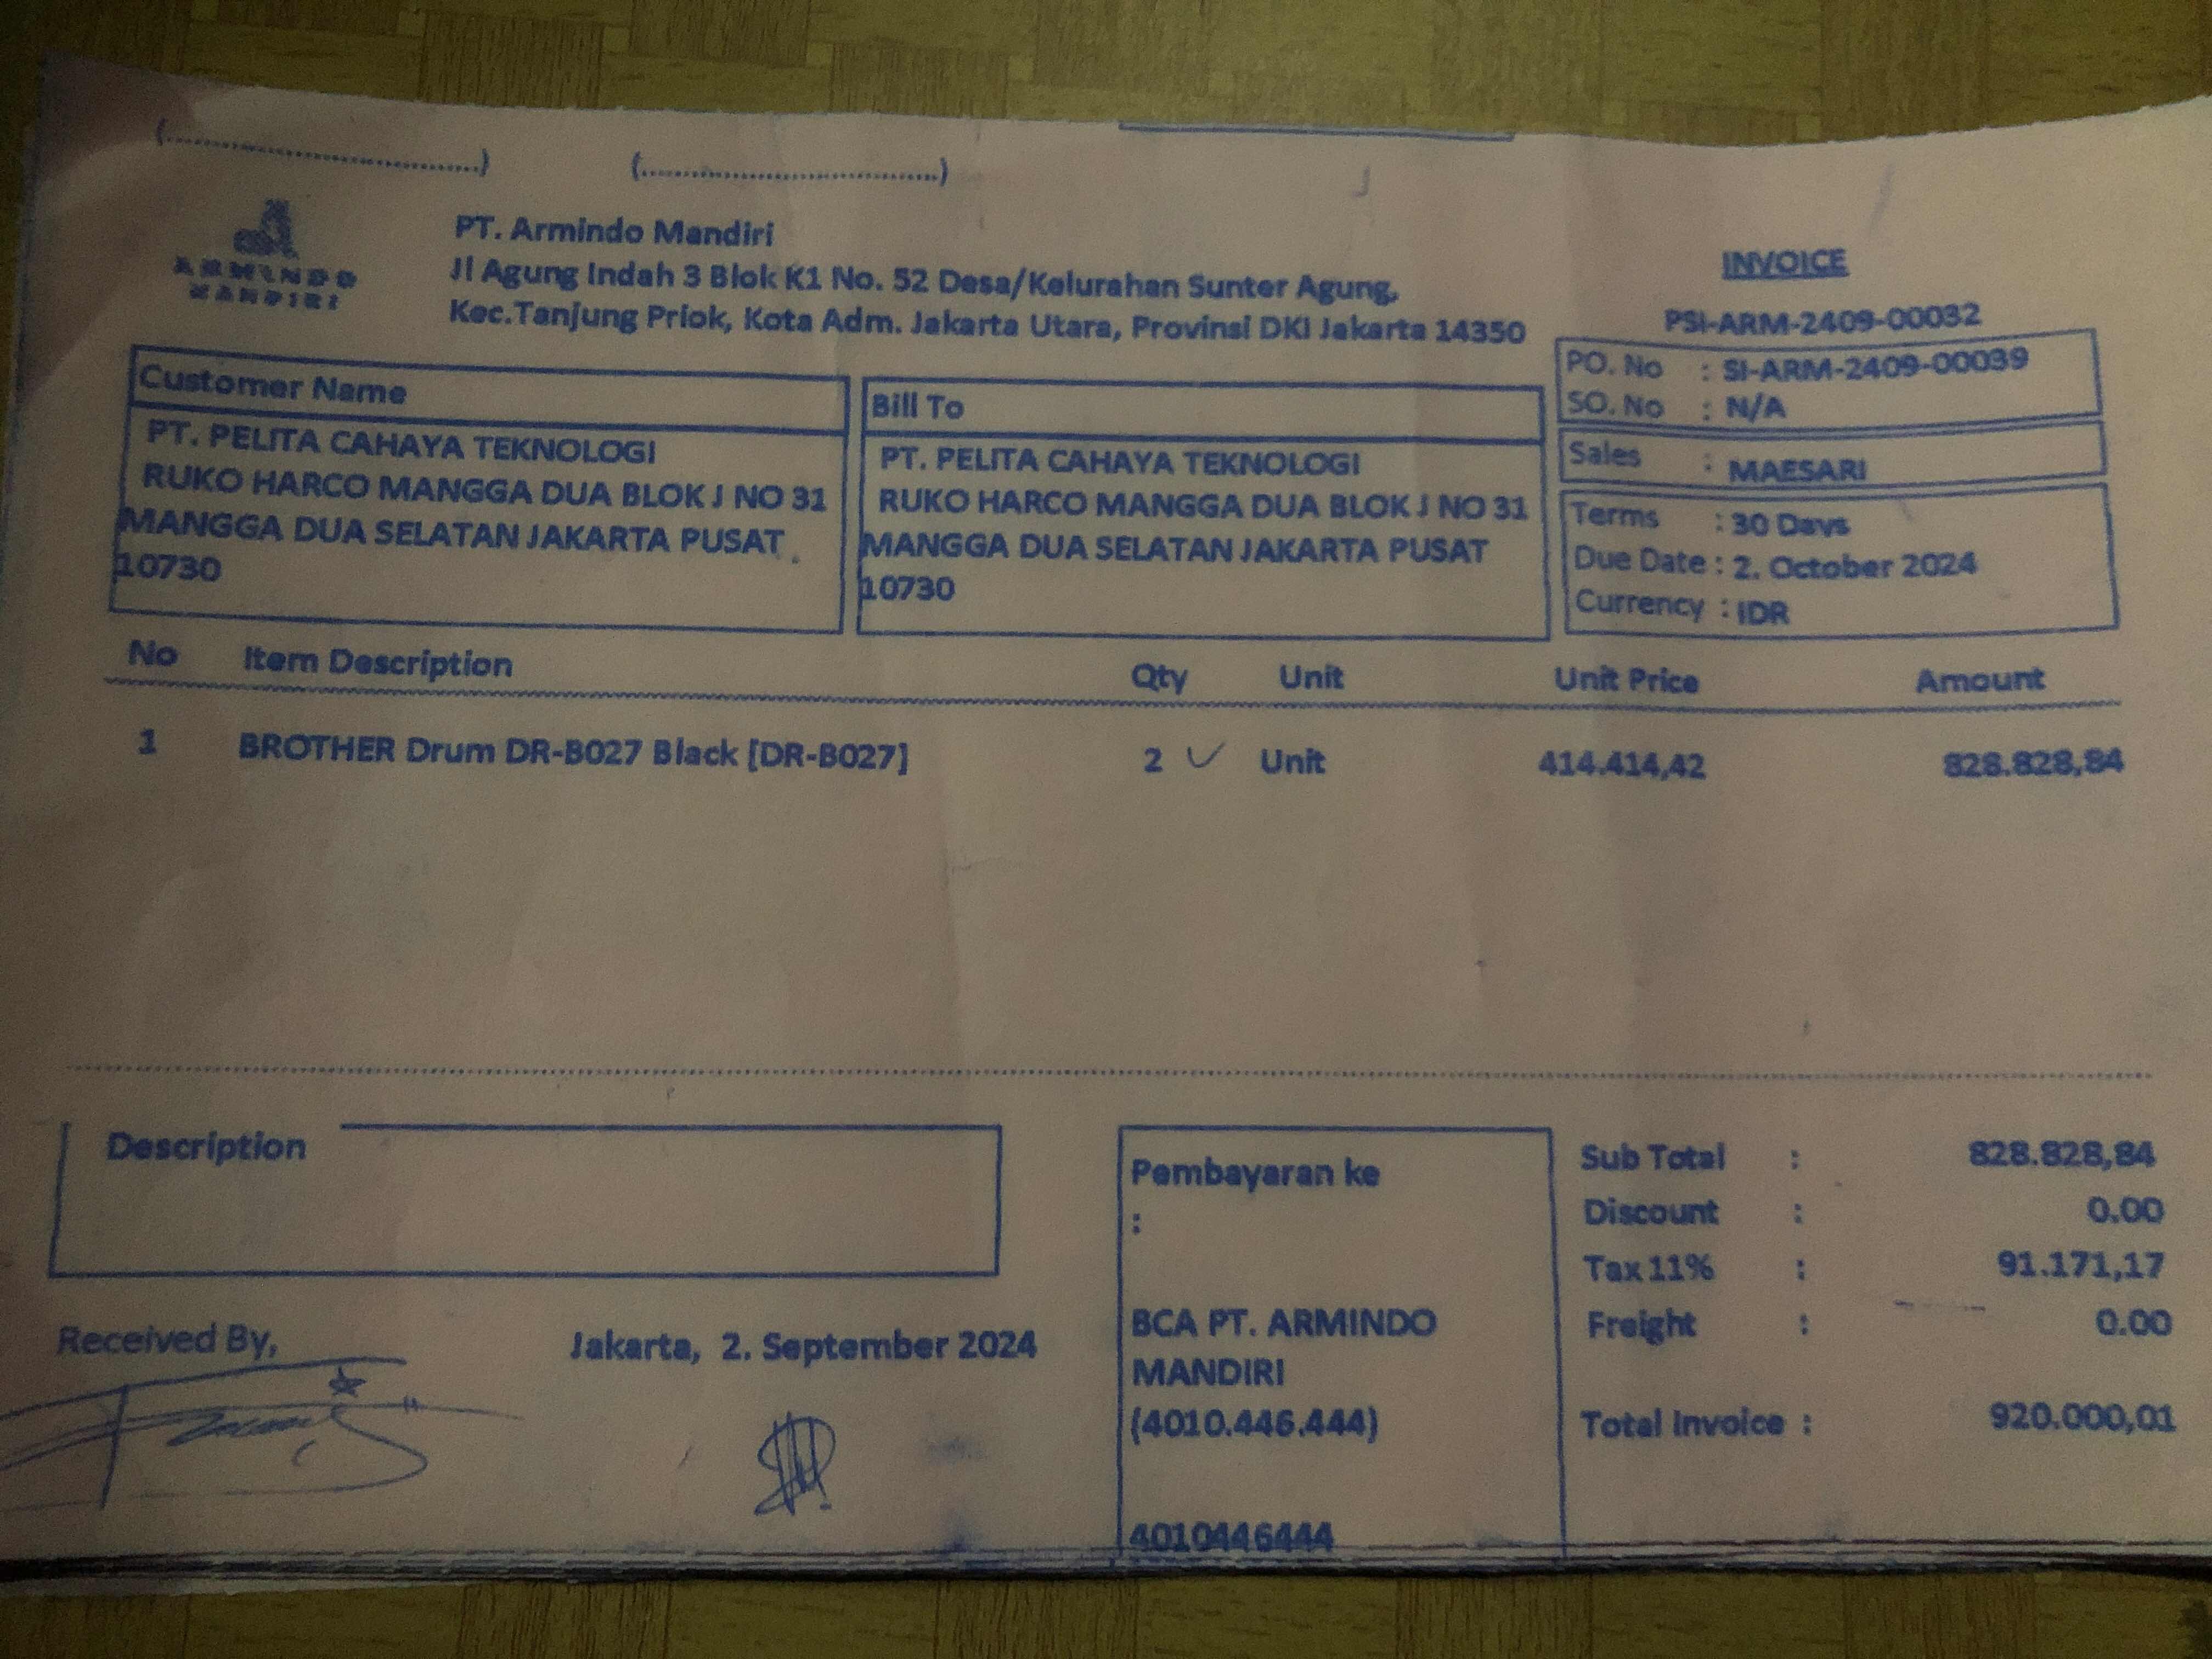 (..............................)
(..............................)
ARMINDO
MANDIRI
PT. Armindo Mandiri
Jl Agung Indah 3 Blok K1 No. 52 Desa/Kelurahan Sunter Agung,
Kec.Tanjung Priok, Kota Adm. Jakarta Utara, Provinsi DKI Jakarta 14350
INVOICE
PSI-ARM-2409-00032
PO. No : SI-ARM-2409-00039
SO. No : N/A
Sales : MAESARI
Terms : 30 Days
Due Date : 2. October 2024
Currency : IDR
Customer Name
PT. PELITA CAHAYA TEKNOLOGI
RUKO HARCO MANGGA DUA BLOK J NO 31
MANGGA DUA SELATAN JAKARTA PUSAT
10730
Bill To
PT. PELITA CAHAYA TEKNOLOGI
RUKO HARCO MANGGA DUA BLOK J NO 31
MANGGA DUA SELATAN JAKARTA PUSAT
10730
No Item Description Qty Unit Unit Price Amount
1 BROTHER Drum DR-B027 Black [DR-B027] 2 Unit 414.414,42 828.828,84
Description
Received By,
Jakarta, 2. September 2024
Pembayaran ke
:
BCA PT. ARMINDO
MANDIRI
(4010.446.444)
4010446444
Sub Total : 828.828,84
Discount : 0.00
Tax 11% : 91.171,17
Freight : 0.00
Total Invoice : 920.000,01